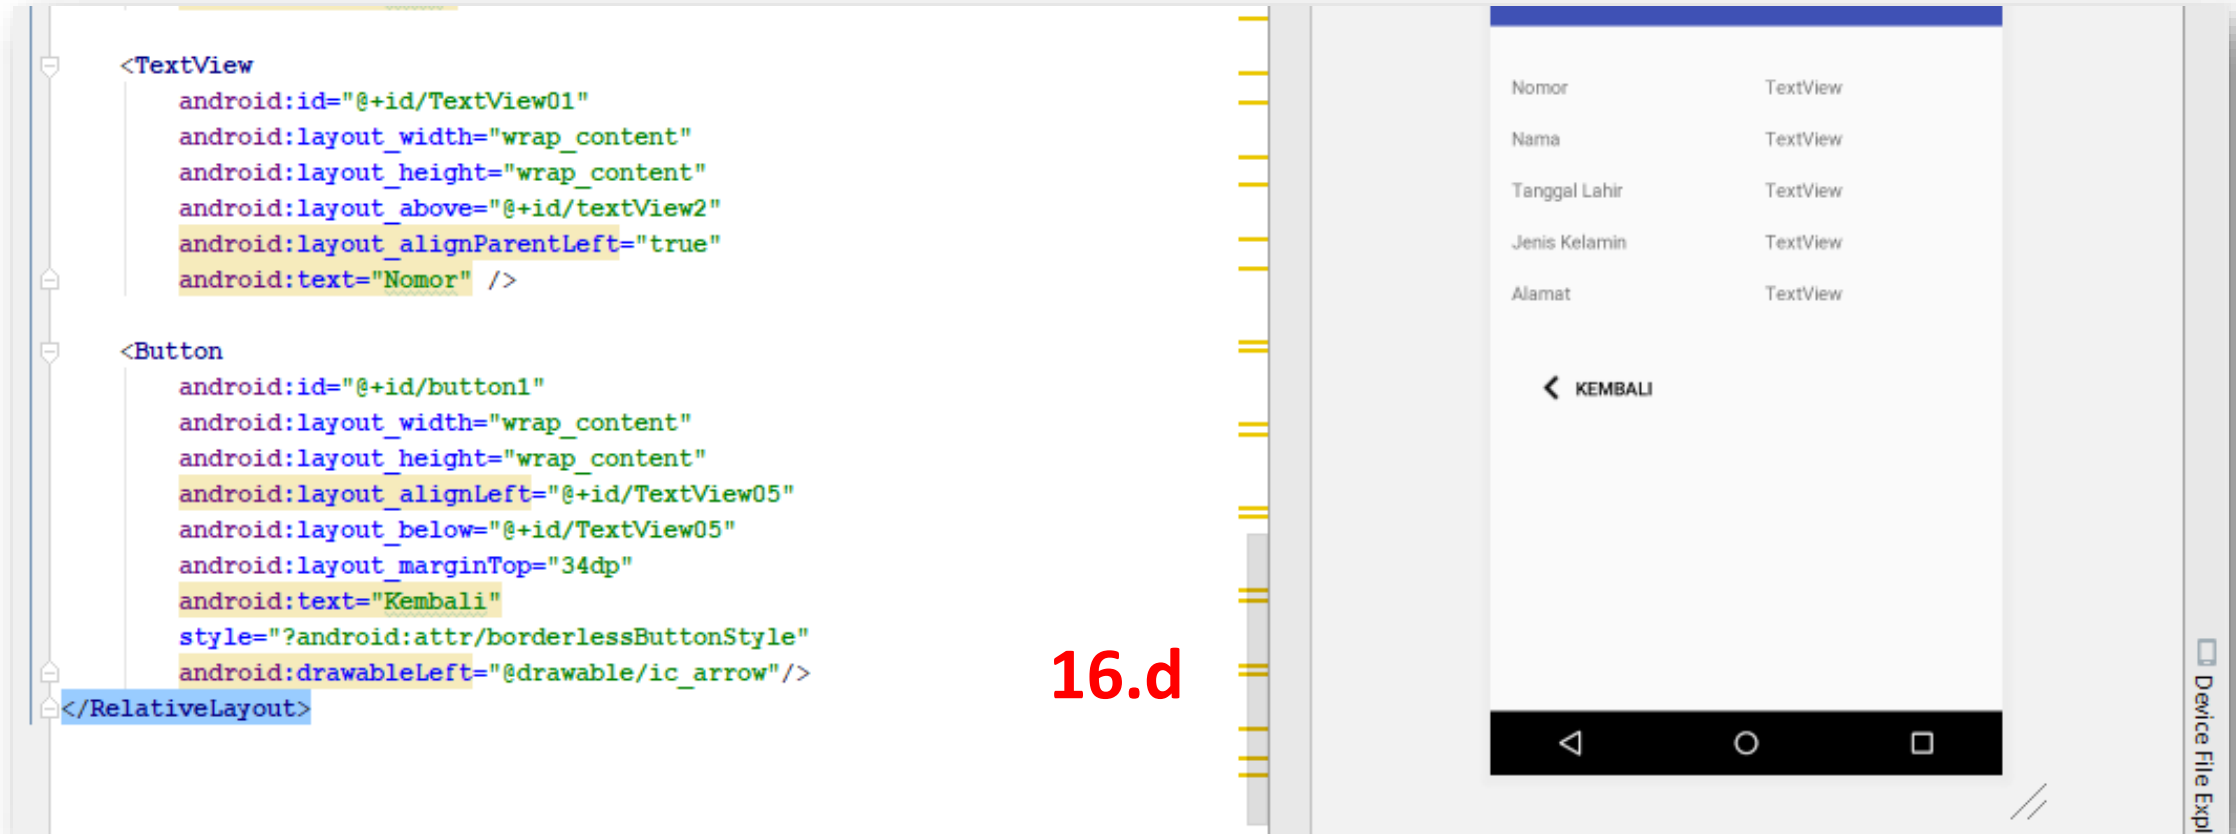 <TextView
android:id="@+id/TextView01"
android:layout_width="wrap_content"
android:layout_height="wrap_content"
android:layout_above="@+id/textView2"
android:layout_alignParentLeft="true"
android:text="Nomor" />
<Button
android:id="@+id/button1"
android:layout_width="wrap_content"
android:layout_height="wrap_content"
android:layout_alignLeft="@+id/TextView05"
android:layout_below="@+id/TextView05"
android:layout_marginTop="34dp"
android:text="Kembali"
style="?android:attr/borderlessButtonStyle"
android:drawableLeft="@drawable/ic_arrow"/>
</RelativeLayout>
16.d
Nomor TextView
Nama TextView
Tanggal Lahir TextView
Jenis Kelamin TextView
Alamat TextView
KEMBALI
Device File Expl